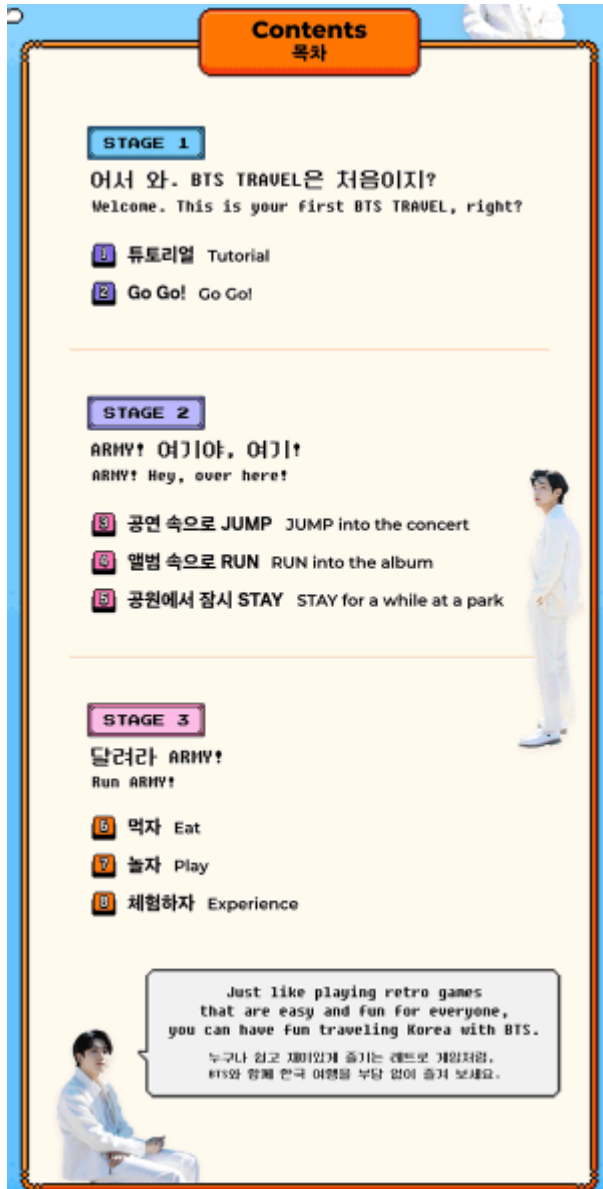 Contents
목차
STAGE 1
어서 와. BTS TRAVEL은 처음이지?
Welcome. This is your first BTS TRAVEL, right?
1 튜토리얼 Tutorial
2 Go Go! Go Go!
STAGE 2
ARMY! 여기야, 여기!
ARMY! Hey, over here!
3 공연 속으로 JUMP JUMP into the concert
4 앨범 속으로 RUN RUN into the album
5 공원에서 잠시 STAY STAY for a while at a park
STAGE 3
달려라 ARMY!
Run ARMY!
6 먹자 Eat
7 놀자 Play
8 체험하자 Experience
Just like playing retro games
that are easy and fun for everyone,
you can have fun traveling Korea with BTS.
누구나 쉽고 재미있게 즐기는 레트로 게임처럼,
BTS와 함께 한국 여행을 부담 없이 즐겨 보세요.